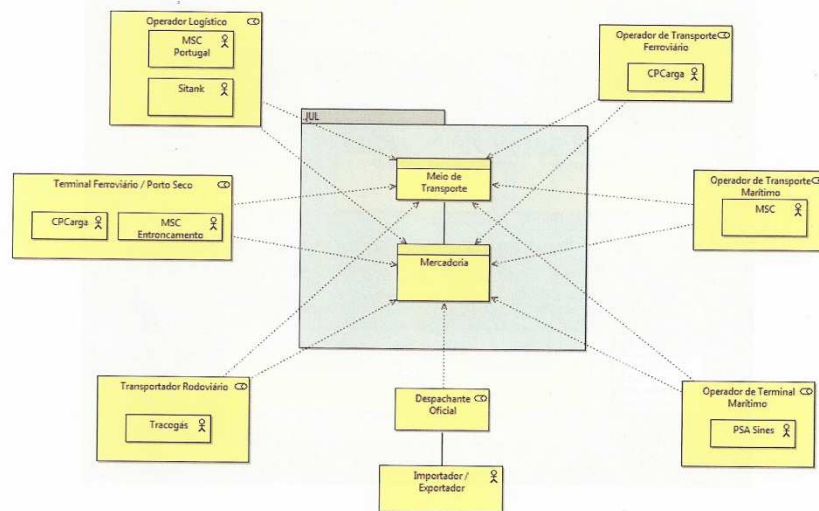 Operador Logístico
MSC
Portugal
Sitank
Operador de Transporte
Ferroviário
CPCarga
JUL
Meio de
Transporte
Terminal Ferroviário / Porto Seco
CPCarga
MSC
Entroncamento
Operador de Transporte
Marítimo
MSC
Mercadoria
Transportador Rodoviário
Tracogás
Despachante
Oficial
Operador de Terminal
Marítimo
PSA Sines
Importador /
Exportador